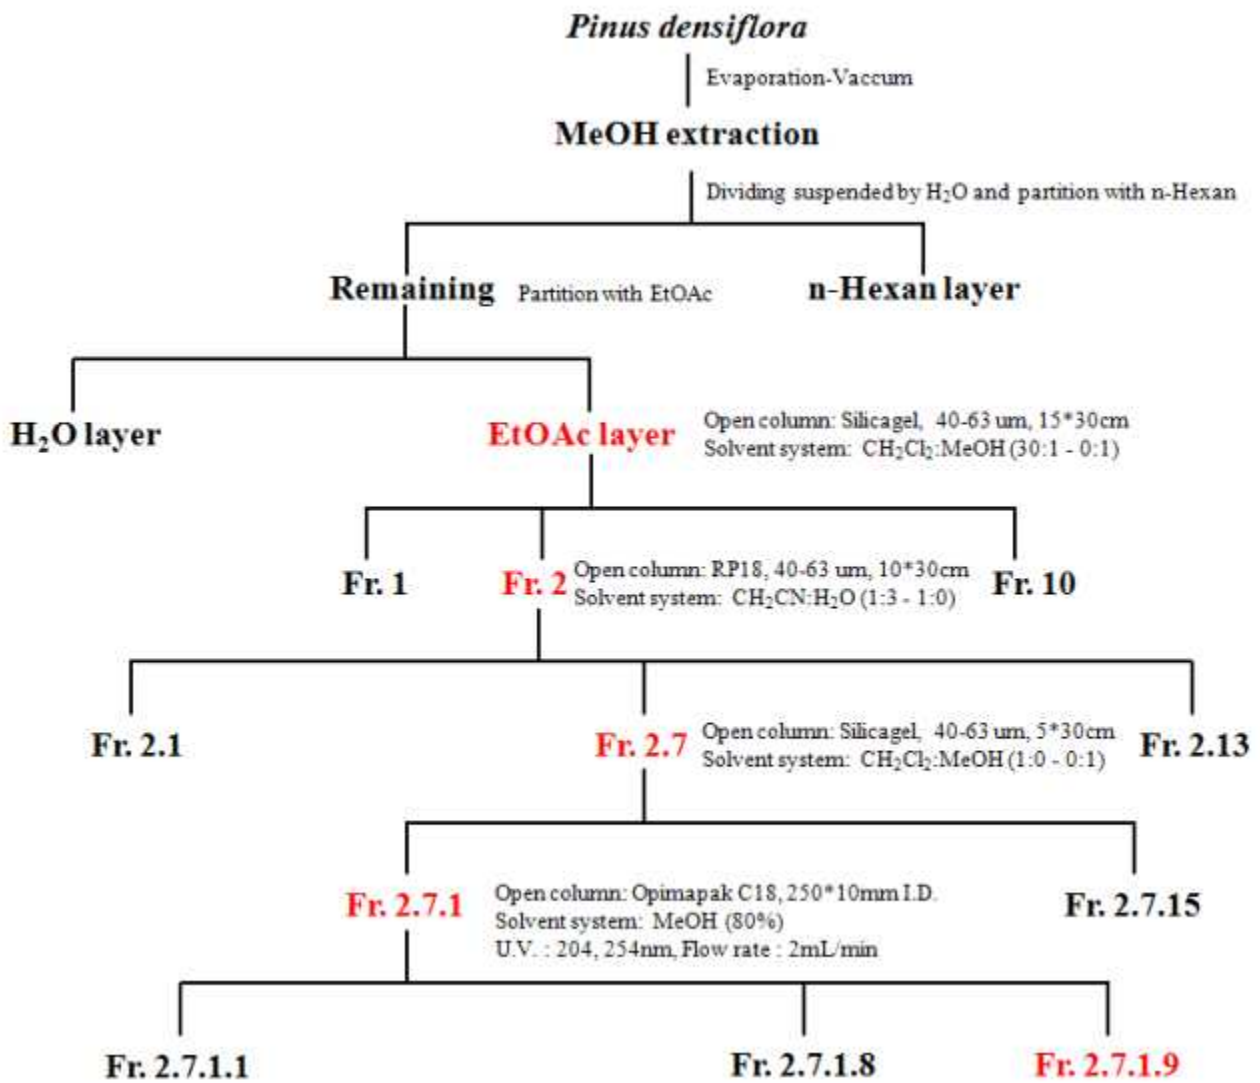 Pinus densiflora
Evaporation-Vaccum
MeOH extraction
Dividing suspended by H₂O and partition with n-Hexan
Remaining
Partition with EtOAc
n-Hexan layer
H₂O layer
EtOAc layer
Open column: Silicagel, 40-63 um, 15*30cm
Solvent system: CH₂Cl₂:MeOH (30:1 - 0:1)
Fr. 1
Fr. 2
Open column: RP18, 40-63 um, 10*30cm
Solvent system: CH₂CN:H₂O (1:3 - 1:0)
Fr. 10
Fr. 2.1
Fr. 2.7
Open column: Silicagel, 40-63 um, 5*30cm
Solvent system: CH₂Cl₂:MeOH (1:0 - 0:1)
Fr. 2.13
Fr. 2.7.1
Open column: Opimapak C18, 250*10mm I.D.
Solvent system: MeOH (80%)
U.V. : 204, 254nm, Flow rate : 2mL/min
Fr. 2.7.15
Fr. 2.7.1.1
Fr. 2.7.1.8
Fr. 2.7.1.9